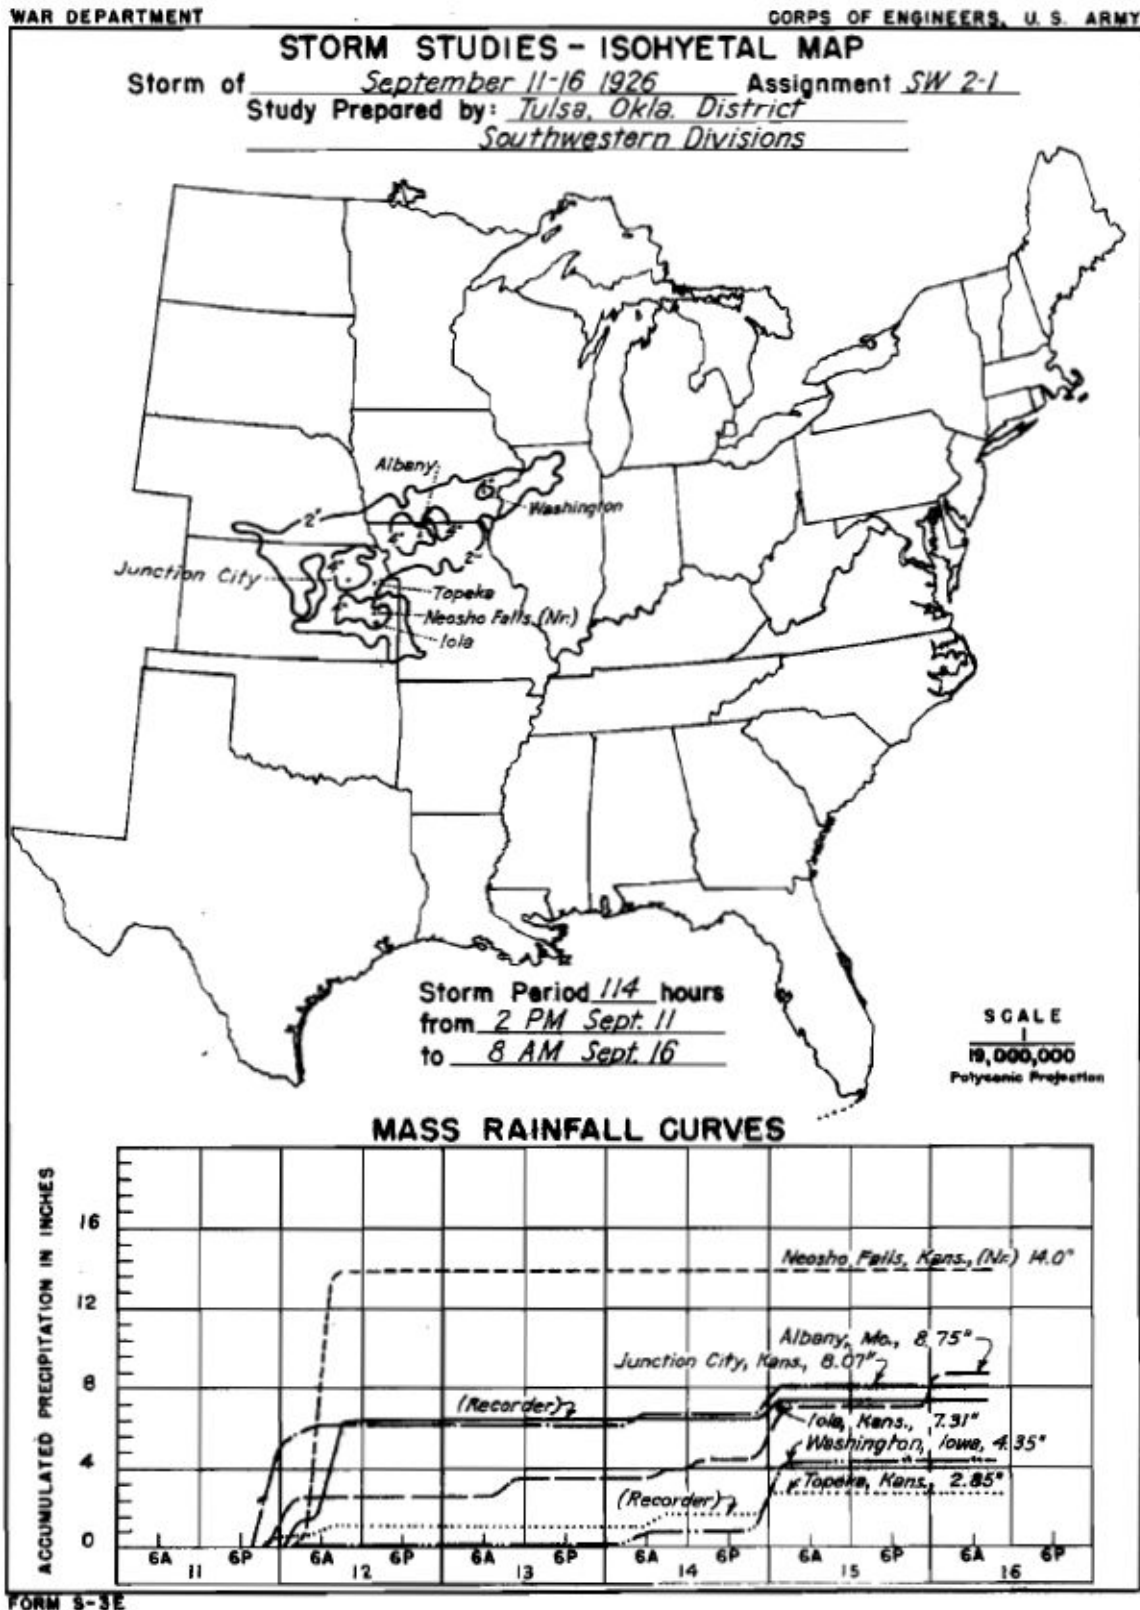 WAR DEPARTMENT
CORPS OF ENGINEERS, U. S. ARMY
STORM STUDIES - ISOHYETAL MAP
Storm of September 11-16 1926 Assignment SW 2-1
Study Prepared by: Tulsa, Okla. District
Southwestern Divisions
Albany
4"
Washington
2"
4"
4"
2"
Junction City
4"
Topeka
4"
Neosho Falls (Nr.)
Iola
Storm Period 114 hours
from 2 PM Sept. 11
to 8 AM Sept. 16
SCALE
1
19,000,000
Polyconic Projection
MASS RAINFALL CURVES
ACCUMULATED PRECIPITATION IN INCHES
16
12
8
4
0
Neosho Falls, Kans., (Nr.) 14.0"
Albany, Mo., 8.75"
Junction City, Kans., 8.07"
(Recorder)
Iola, Kans., 7.31"
Washington, Iowa, 4.35"
(Recorder)
Topeka, Kans., 2.85"
6A 6P 6A 6P 6A 6P 6A 6P 6A 6P
11 12 14 15 16
FORM S-3E